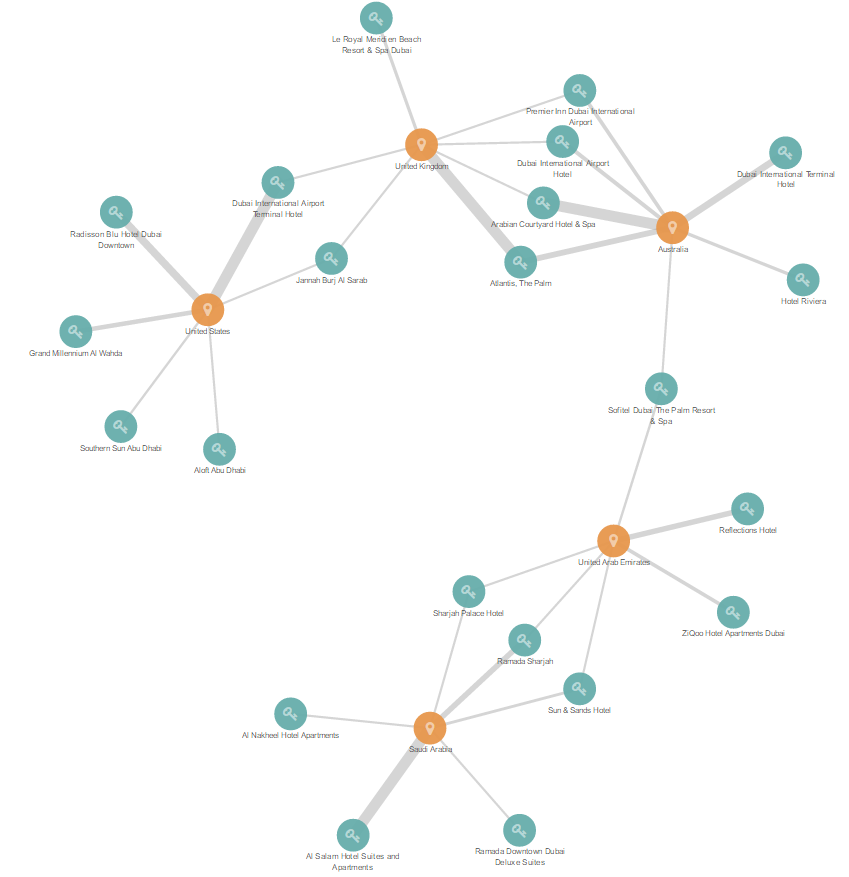 Le Royal Meridien Beach
Resort & Spa Dubai
Premier Inn Dubai International
Airport
United Kingdom
Dubai International Airport
Hotel
Dubai International Terminal
Hotel
Dubai International Airport
Terminal Hotel
Arabian Courtyard Hotel & Spa
Radisson Blu Hotel Dubai
Downtown
Australia
Jannah Burj Al Sarab
Atlantis, The Palm
Hotel Riviera
United States
Grand Millennium Al Wahda
Sofitel Dubai The Palm Resort
& Spa
Southern Sun Abu Dhabi
Aloft Abu Dhabi
Reflections Hotel
United Arab Emirates
Sharjah Palace Hotel
ZiQoo Hotel Apartments Dubai
Ramada Sharjah
Sun & Sands Hotel
Al Nakheel Hotel Apartments
Saudi Arabia
Al Salam Hotel Suites and
Apartments
Ramada Downtown Dubai
Deluxe Suites